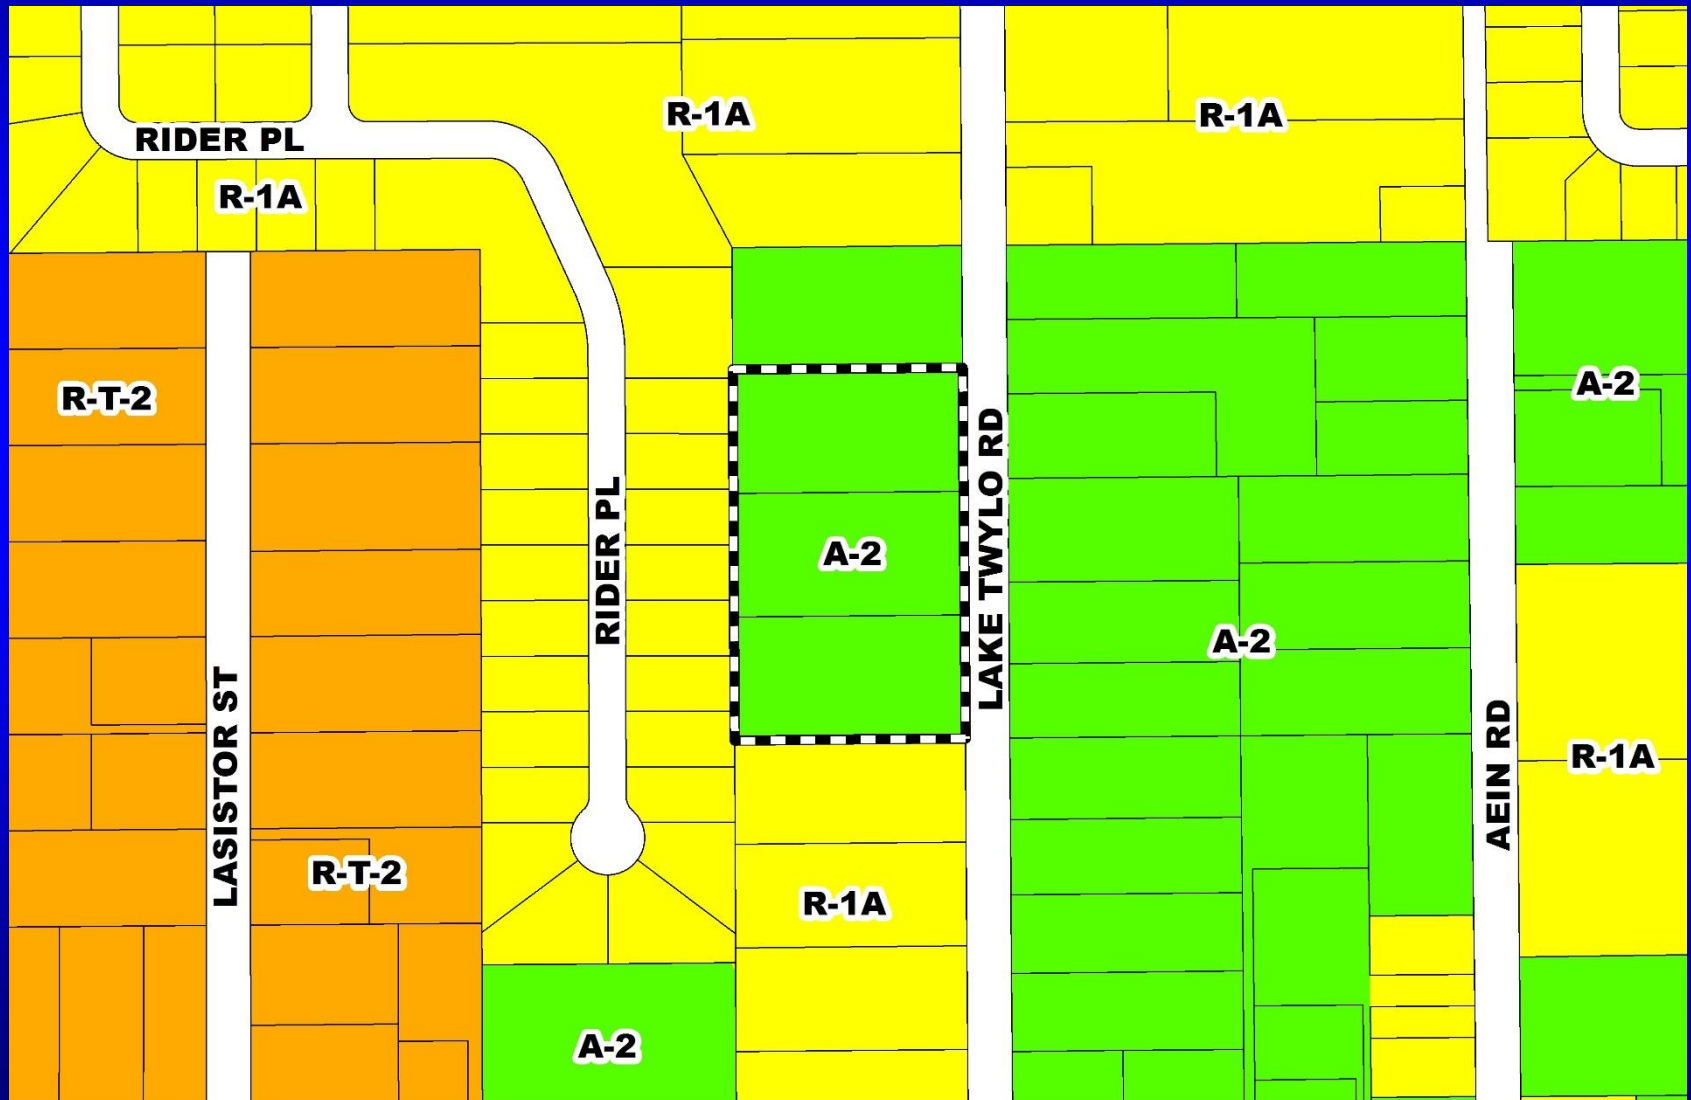 R-1A
R-1A
RIDER PL
R-1A
A-2
R-T-2
RIDER PL
LAKE TWYLO RD
A-2
A-2
LASISTOR ST
AEIN RD
R-1A
R-T-2
R-1A
A-2